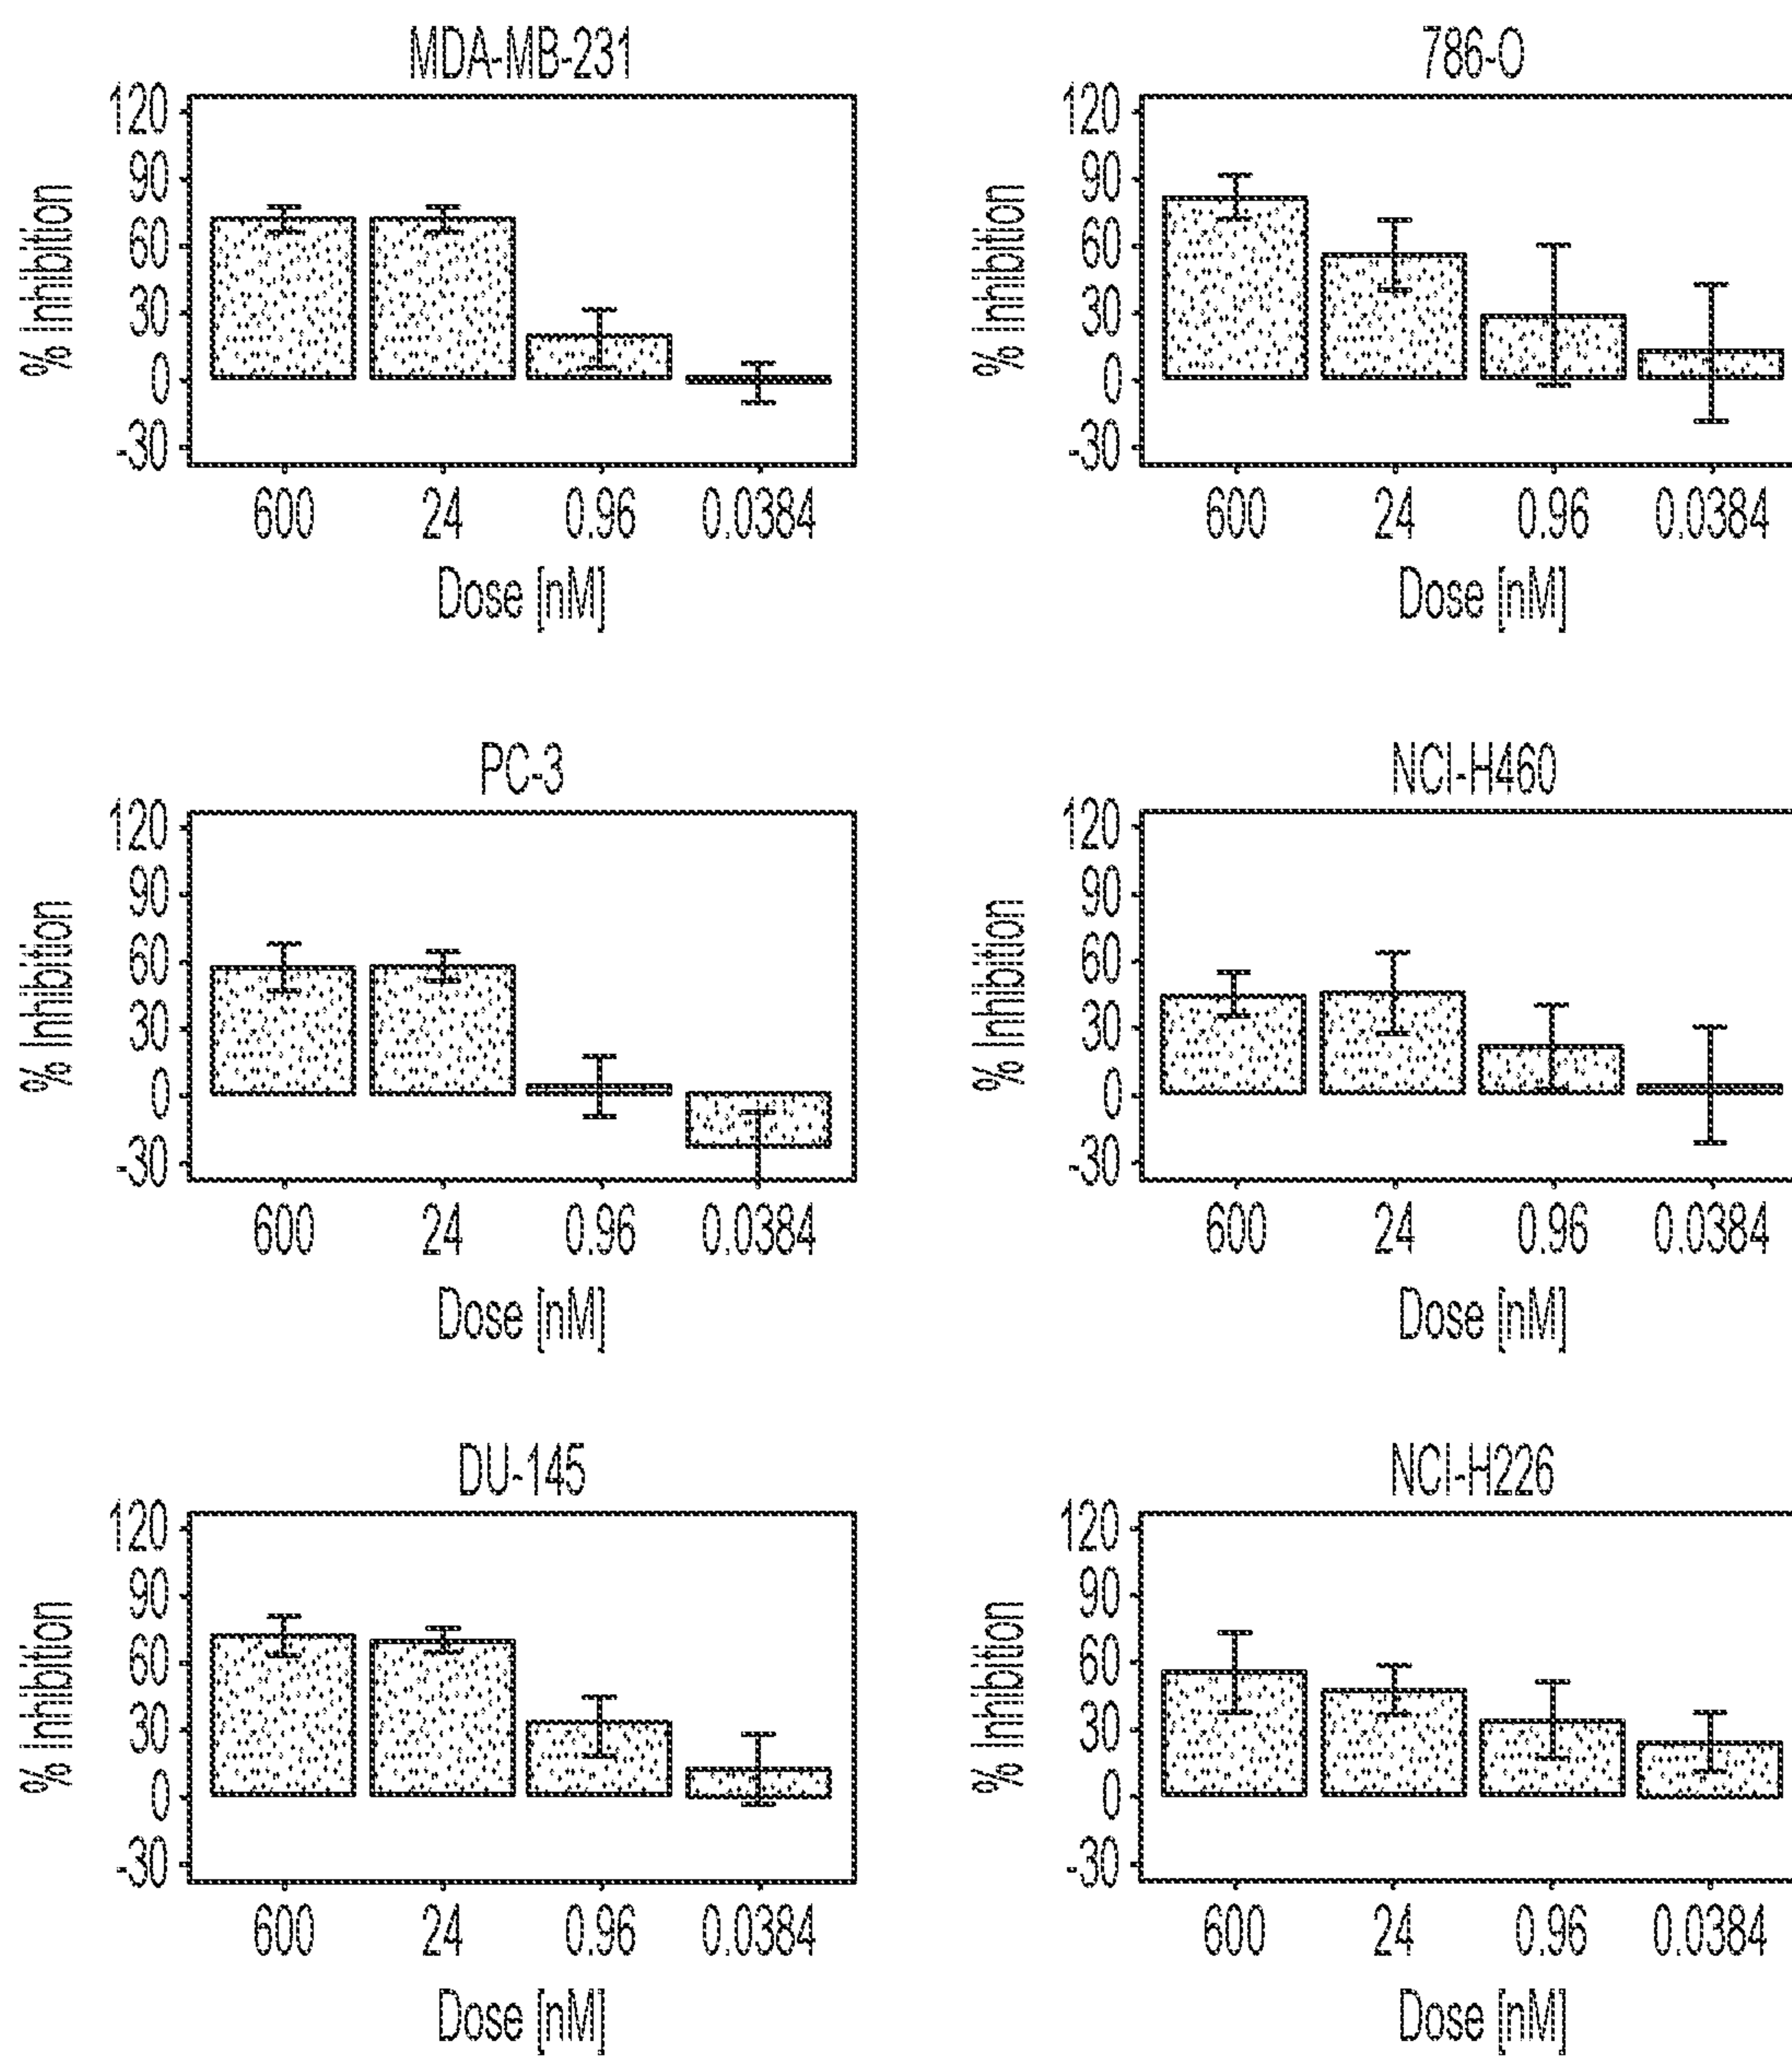 MDA-MB-231
120
90
60
30
0
-30
% Inhibition
600 24 0.96 0.0384
Dose [nM]
786-O
120
90
60
30
0
-30
% Inhibition
600 24 0.96 0.0384
Dose [nM]
PC-3
120
90
60
30
0
-30
% Inhibition
600 24 0.96 0.0384
Dose [nM]
NCI-H460
120
90
60
30
0
-30
% Inhibition
600 24 0.96 0.0384
Dose [nM]
DU-145
120
90
60
30
0
-30
% Inhibition
600 24 0.96 0.0384
Dose [nM]
NCI-H226
120
90
60
30
0
-30
% Inhibition
600 24 0.96 0.0384
Dose [nM]